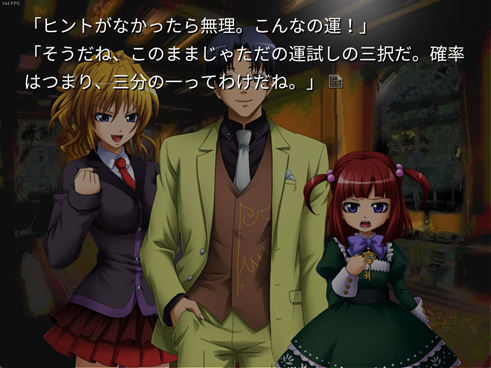 144 FPS
「ヒントがなかったら無理。こんなの運！」
「そうだね、このままじゃただの運試しの三択だ。確率
はつまり、三分の一ってわけだね。」